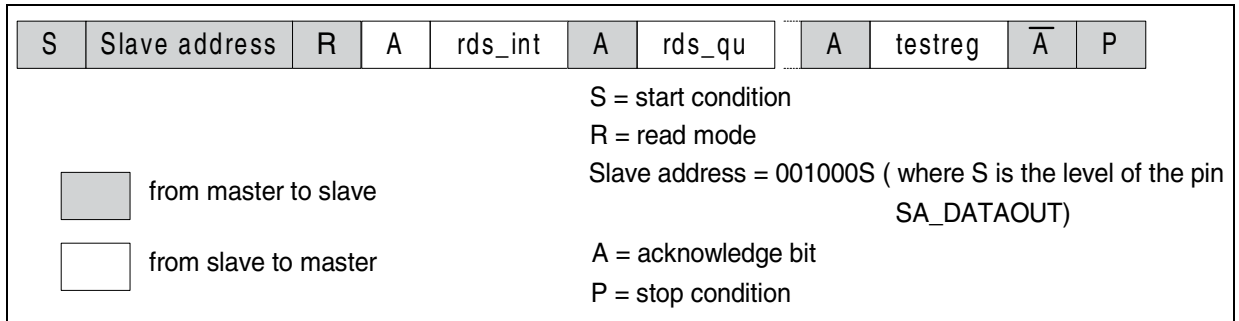 S Slave address R A rds_int A rds_qu A testreg A̅ P
S = start condition
R = read mode
Slave address = 001000S ( where S is the level of the pin
SA_DATAOUT)
from master to slave
A = acknowledge bit
from slave to master
P = stop condition